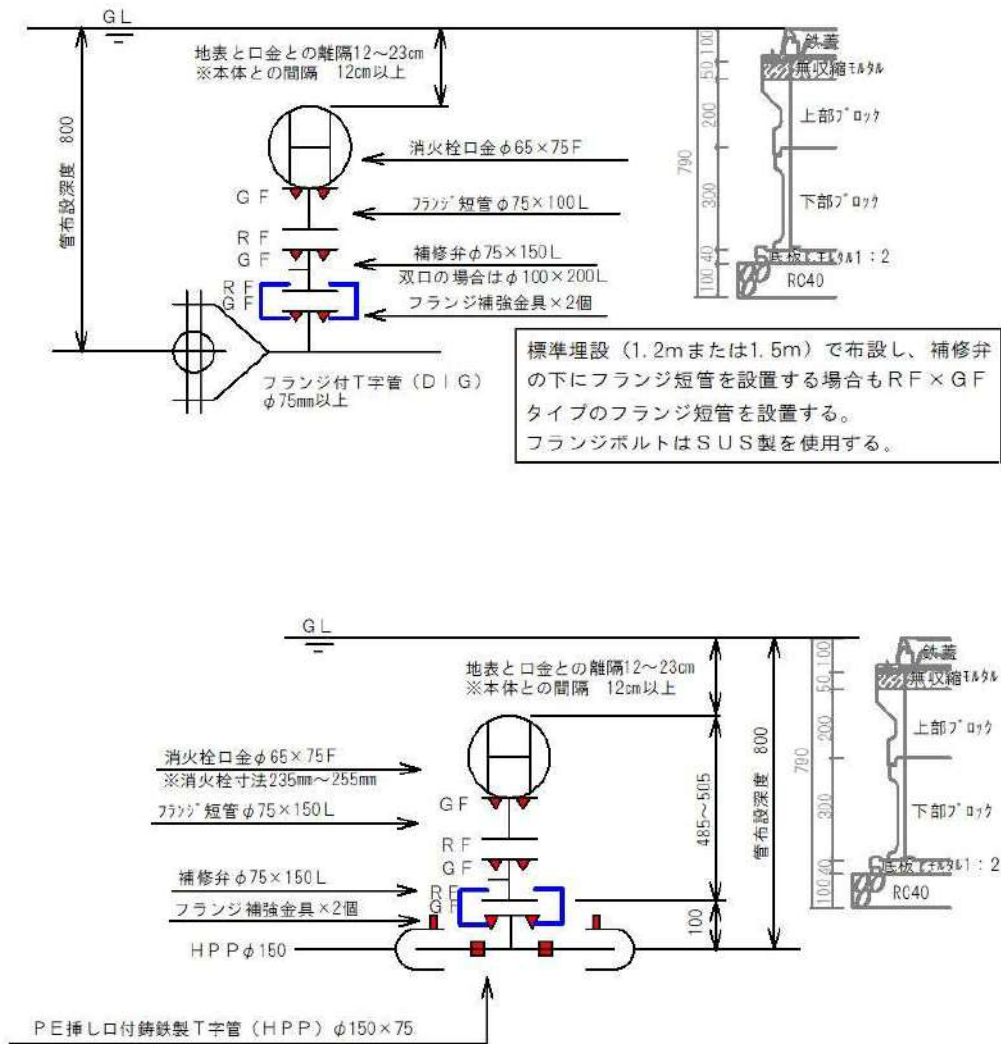 GL
地表と口金との離隔12～23cm
※本体との間隔 12cm以上
管布設深度 800
消火栓口金φ65×75F
GF
フランジ短管φ75×100L
RF
GF
補修弁φ75×150L
双口の場合はφ100×200L
RF
GF
フランジ補強金具×2個
フランジ付T字管（DIG）
φ75mm以上
100
50
200
790
300
40
100
鉄蓋
無収縮モルタル
上部ブロック
下部ブロック
底板モルタル1：2
RC40
標準埋設（1.2mまたは1.5m）で布設し、補修弁
の下にフランジ短管を設置する場合もRF×GF
タイプのフランジ短管を設置する。
フランジボルトはSUS製を使用する。
GL
地表と口金との離隔12～23cm
※本体との間隔 12cm以上
消火栓口金φ65×75F
※消火栓寸法235mm～255mm
フランジ短管φ75×150L
GF
RF
GF
補修弁φ75×150L
RF
GF
フランジ補強金具×2個
HPPφ150
485～505
100
管布設深度 800
PE挿し口付鋳鉄製T字管（HPP）φ150×75
100
50
200
790
300
40
100
鉄蓋
無収縮モルタル
上部ブロック
下部ブロック
底板モルタル1：2
RC40